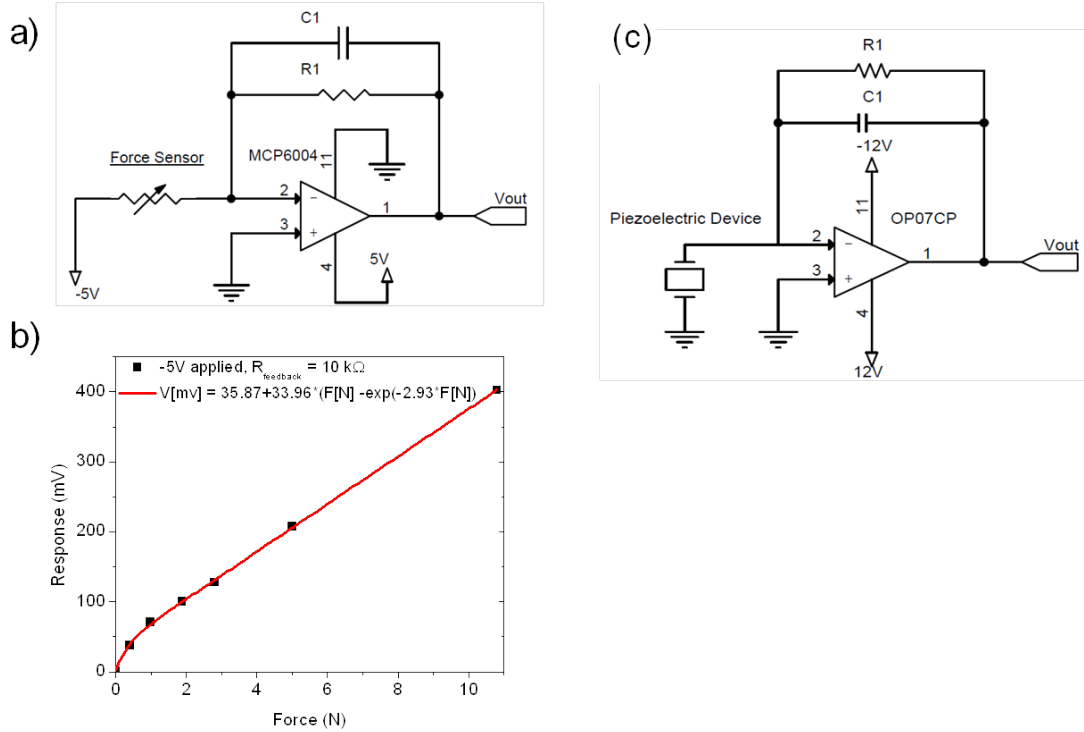 a)
C1
R1
Force Sensor
MCP6004
11
2
−
3
+
1
4
5V
Vout
-5V
b)
-5V applied, R feedback = 10 kΩ
V[mv] = 35.87+33.96*(F[N] -exp(-2.93*F[N])
400
300
200
100
0
Response (mV)
0 2 4 6 8 10
Force (N)
(c)
R1
C1
-12V
11
OP07CP
Piezoelectric Device
2
−
3
+
1
4
Vout
12V